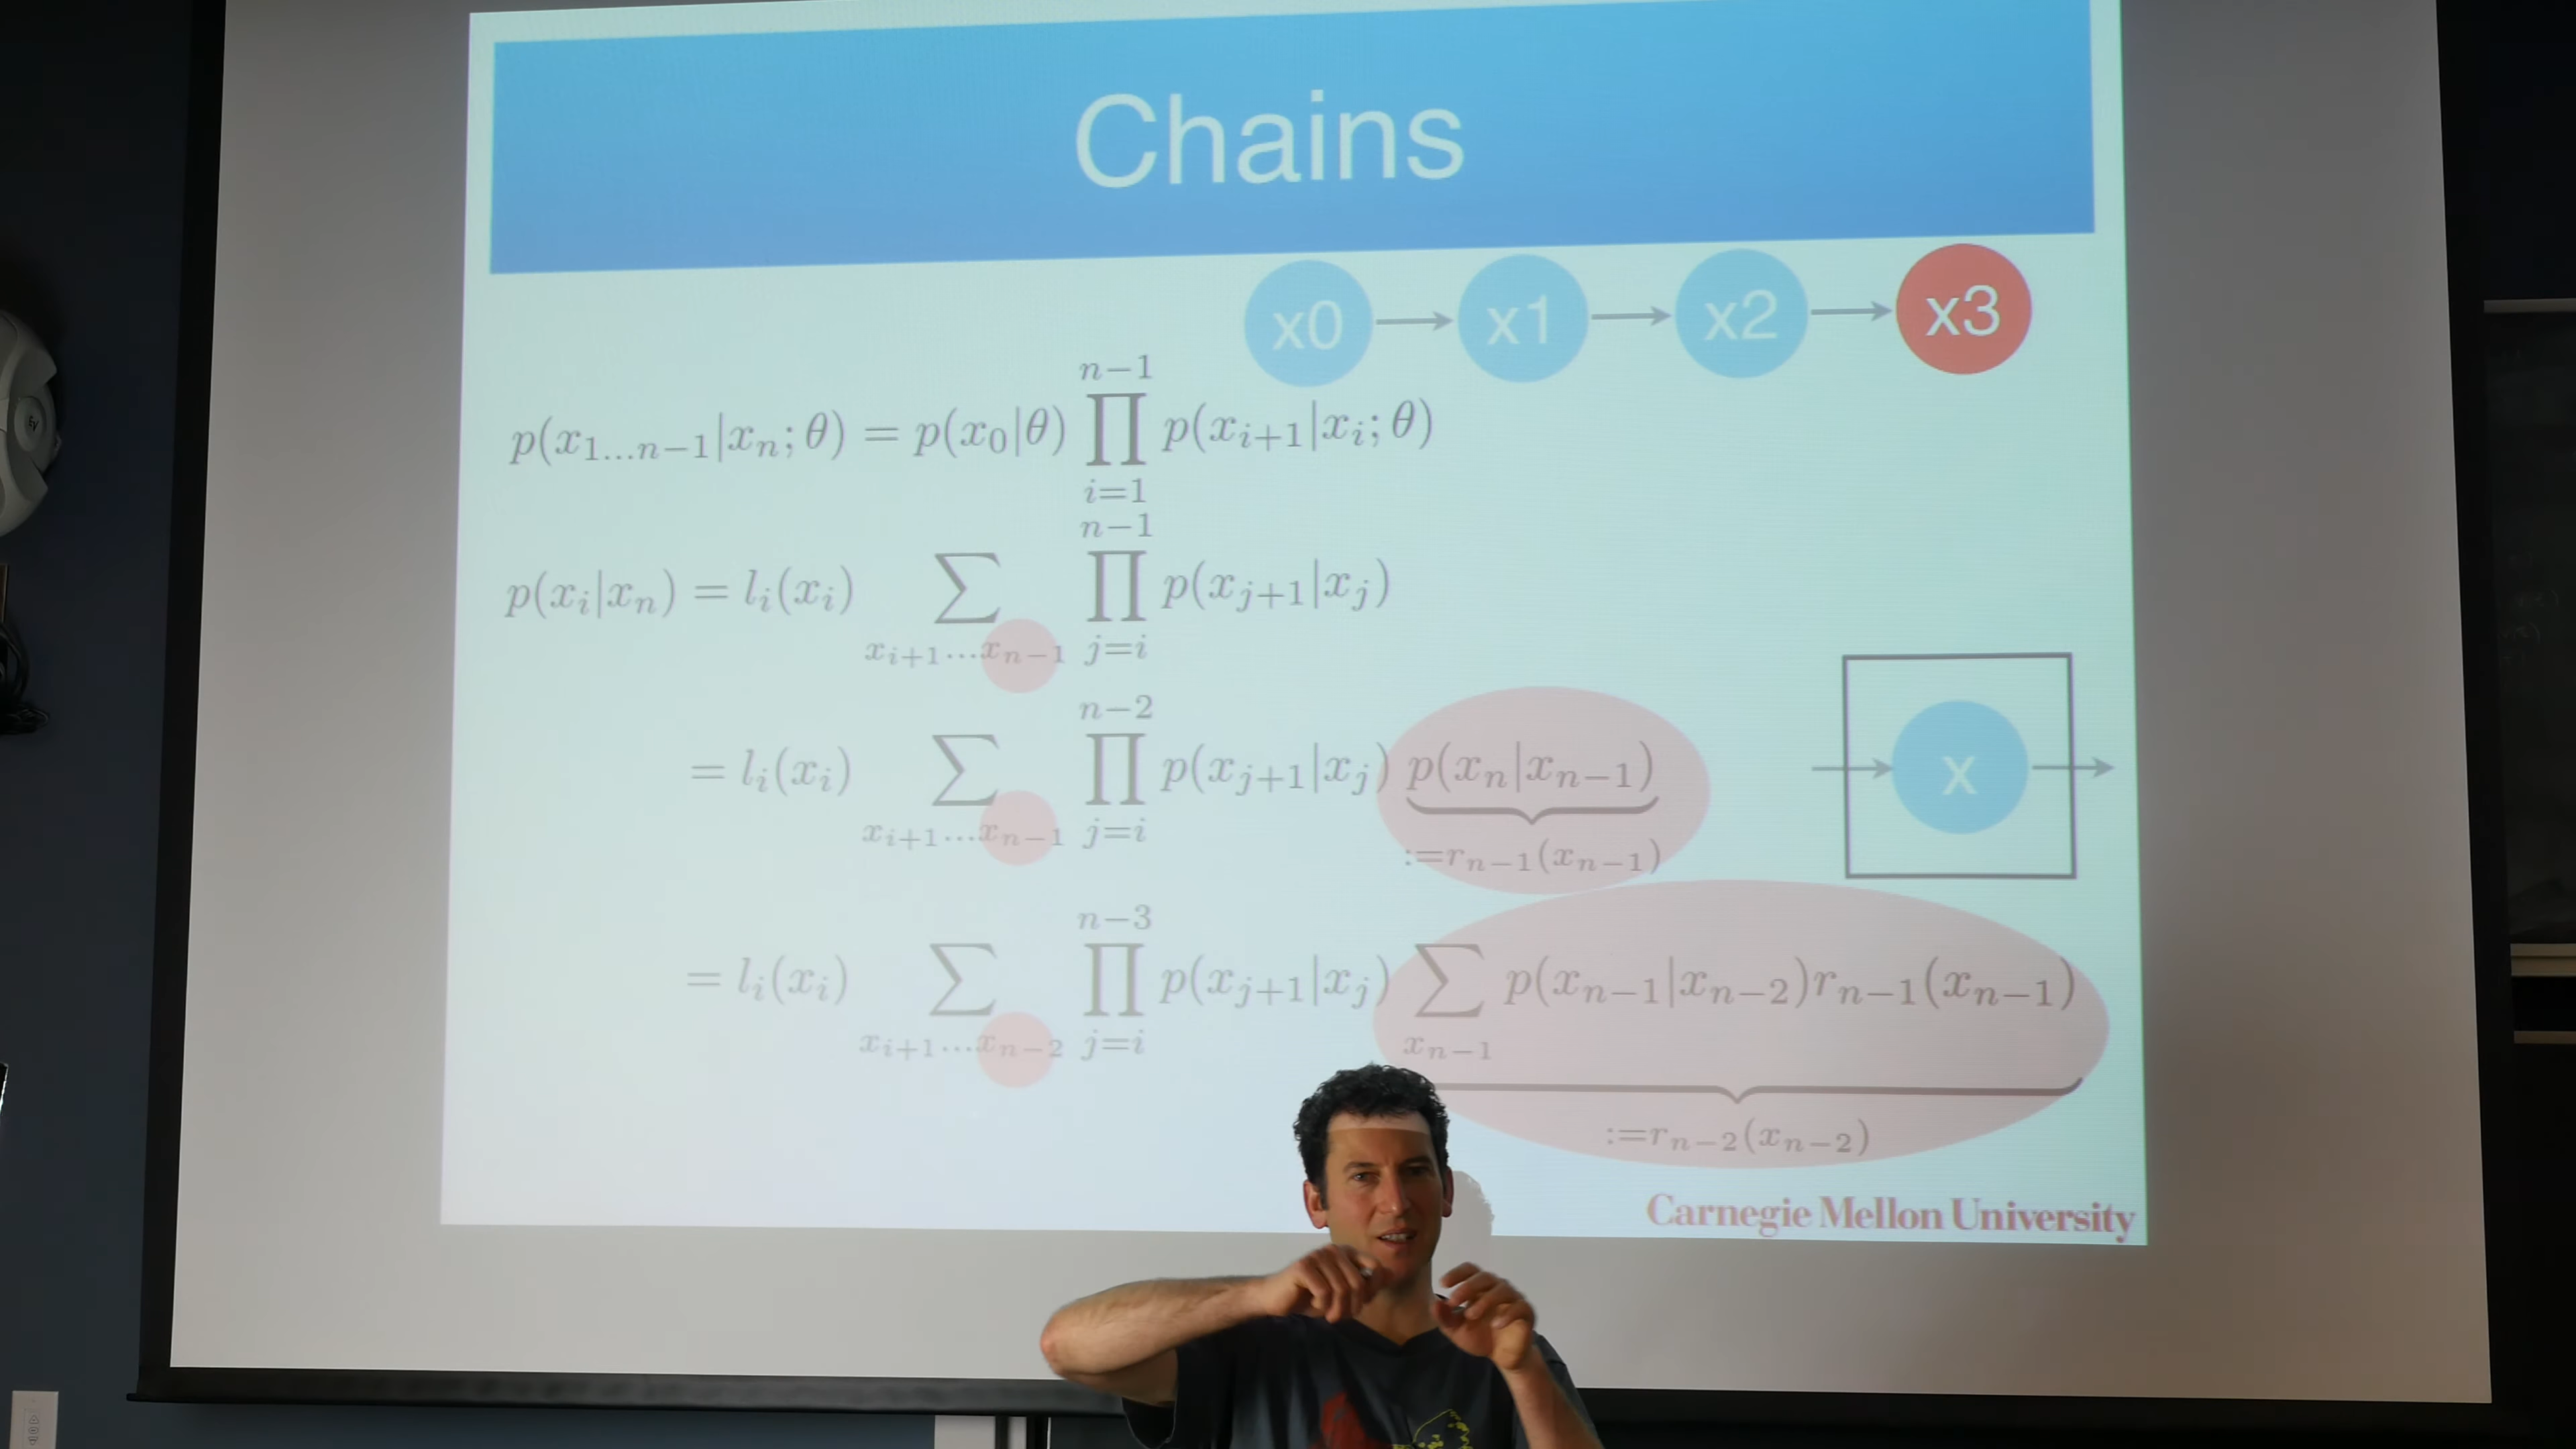 Chains
x0 x1 x2 x3
p(x_{1...n−1}|x_n; θ) = p(x_0|θ) ∏_{i=1}^{n−1} p(x_{i+1}|x_i; θ)
p(x_i|x_n) = l_i(x_i) ∑_{x_{i+1}...x_{n−1}} ∏_{j=i}^{n−1} p(x_{j+1}|x_j)
= l_i(x_i) ∑_{x_{i+1}...x_{n−1}} ∏_{j=i}^{n−2} p(x_{j+1}|x_j) p(x_n|x_{n−1})
:=r_{n−1}(x_{n−1})
x
= l_i(x_i) ∑_{x_{i+1}...x_{n−2}} ∏_{j=i}^{n−3} p(x_{j+1}|x_j) ∑_{x_{n−1}} p(x_{n−1}|x_{n−2})r_{n−1}(x_{n−1})
:=r_{n−2}(x_{n−2})
Carnegie Mellon University